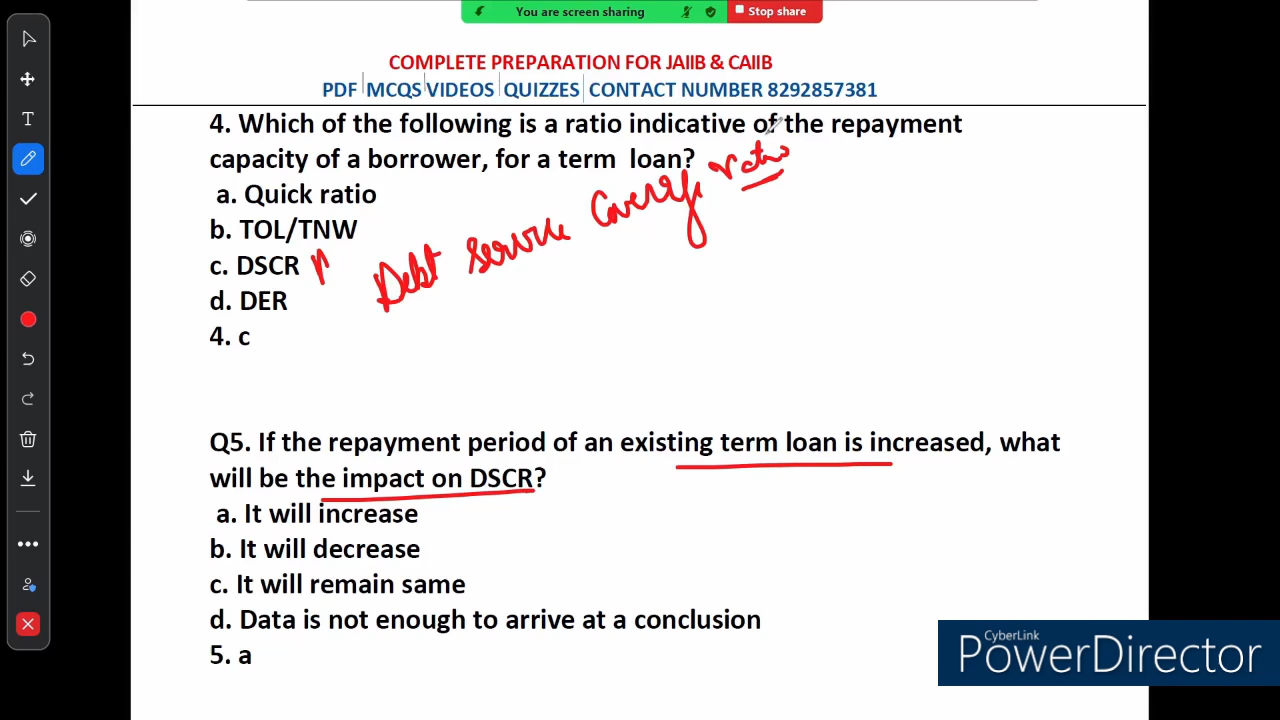 You are screen sharing Stop share
COMPLETE PREPARATION FOR JAIIB & CAIIB
PDF MCQS VIDEOS QUIZZES CONTACT NUMBER 8292857381
4. Which of the following is a ratio indicative of the repayment
capacity of a borrower, for a term loan?
a. Quick ratio
b. TOL/TNW
c. DSCR
d. DER
Debt Service Coverage ratio
4. c
Q5. If the repayment period of an existing term loan is increased, what
will be the impact on DSCR?
a. It will increase
b. It will decrease
c. It will remain same
d. Data is not enough to arrive at a conclusion
5. a
CyberLink
PowerDirector